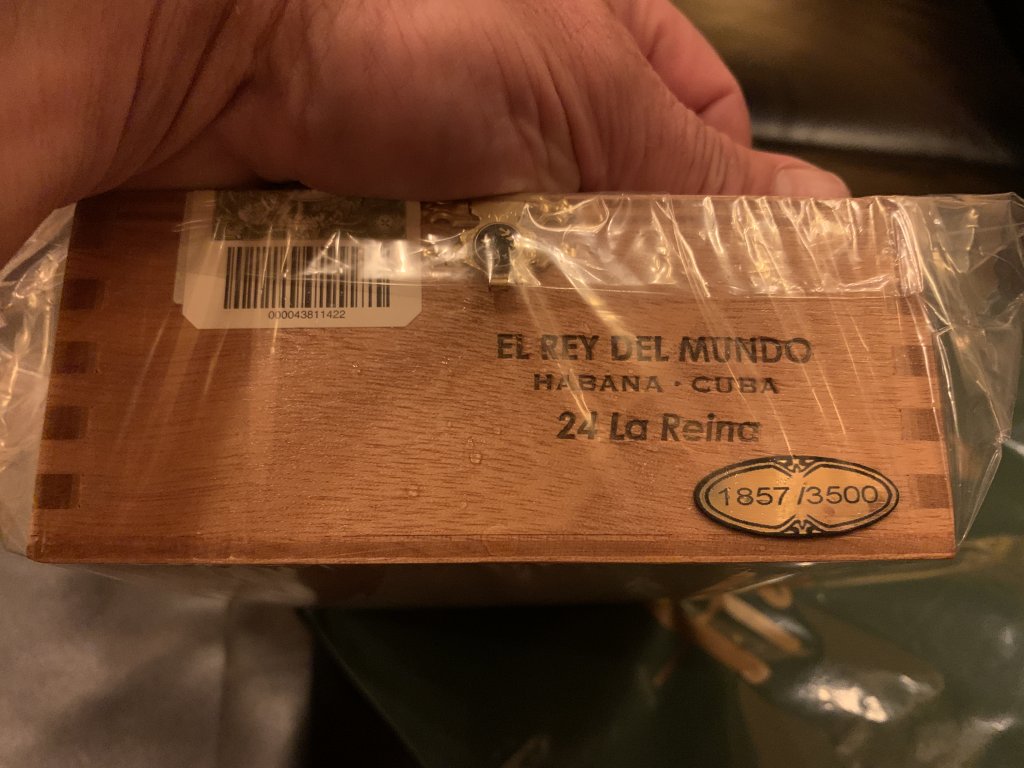 000043811422
EL REY DEL MUNDO
HABANA · CUBA
24 La Reina
1857/3500